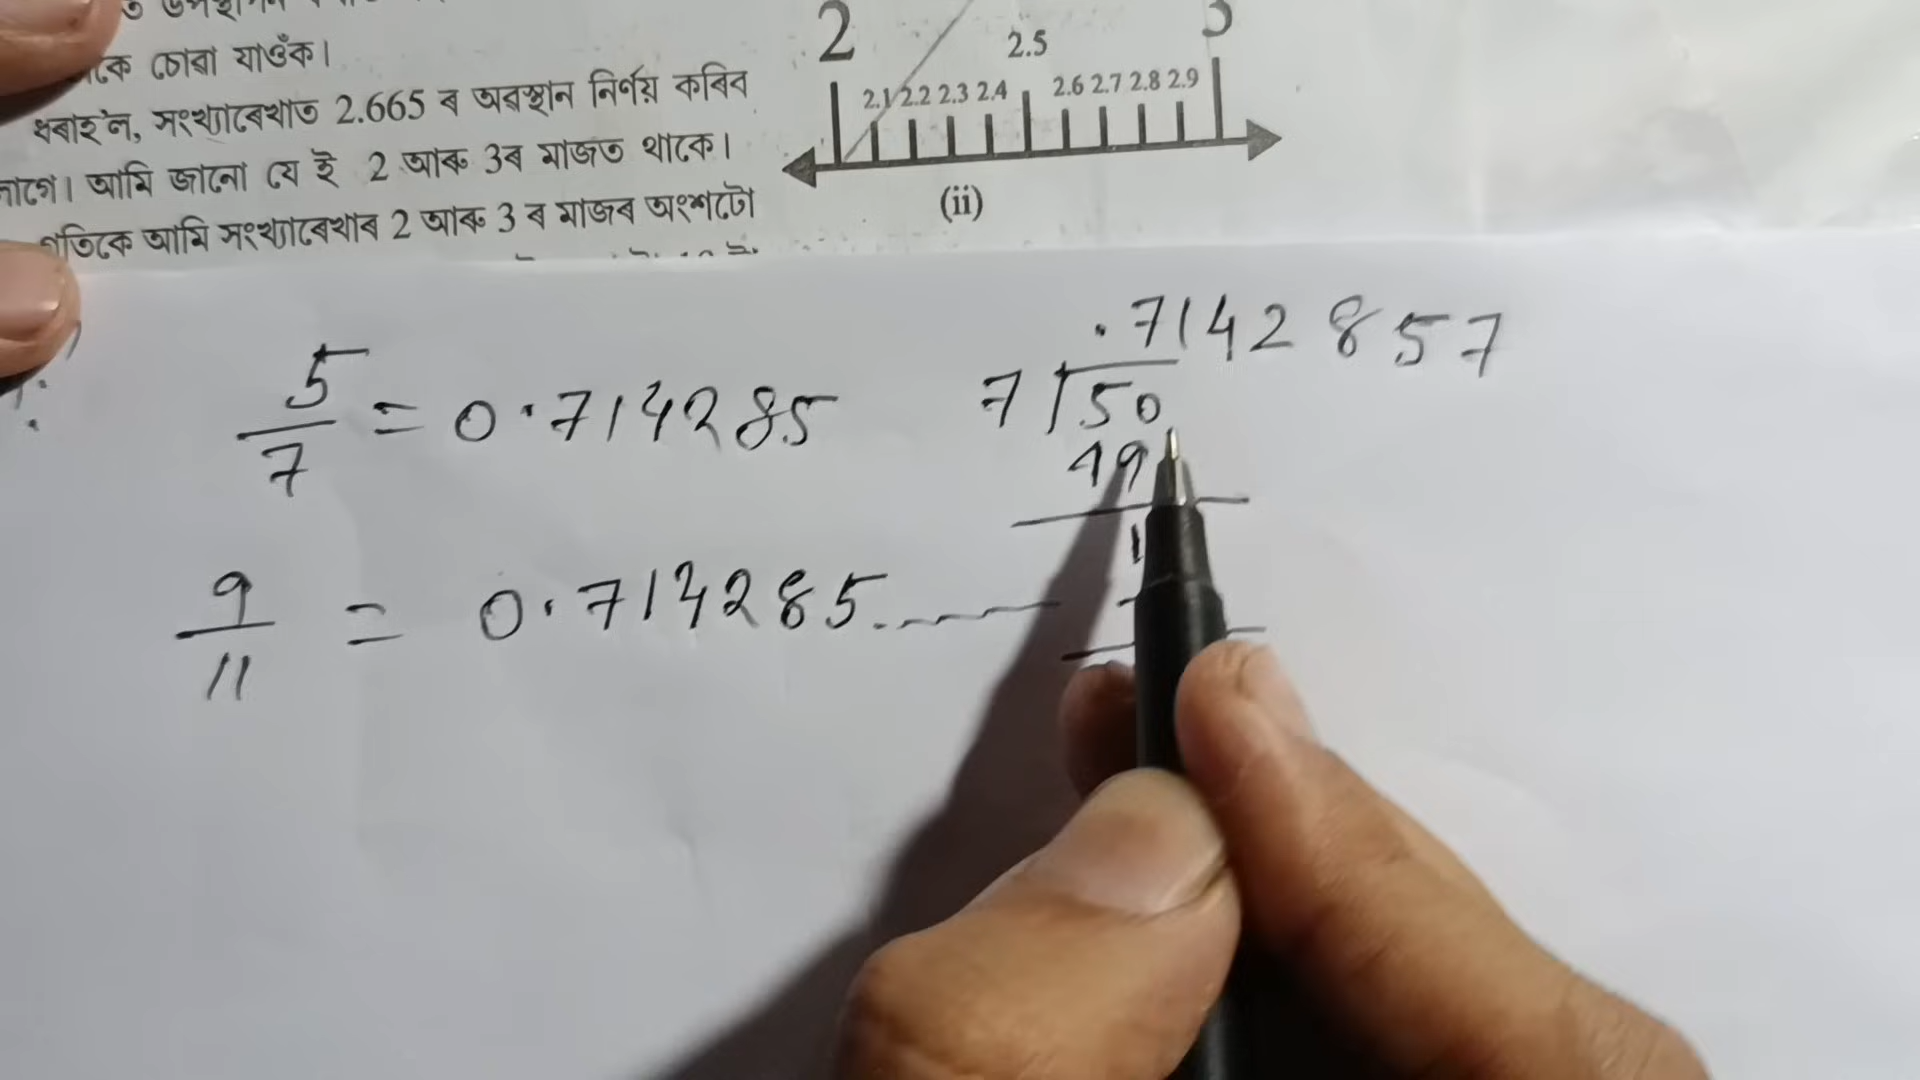 চোৱা যাওঁক।
ধৰাহ'ল, সংখ্যাৰেখাত 2.665 ৰ অৱস্থান নিৰ্ণয় কৰিব
লাগে। আমি জানো যে ই 2 আৰু 3ৰ মাজত থাকে।
গতিকে আমি সংখ্যাৰেখাৰ 2 আৰু 3 ৰ মাজৰ অংশটো
2 2.5 3
2.1 2.2 2.3 2.4 2.6 2.7 2.8 2.9
(ii)
5/7 = 0.714285
9/11 = 0.714285.....
.7142857
7 50
49
1